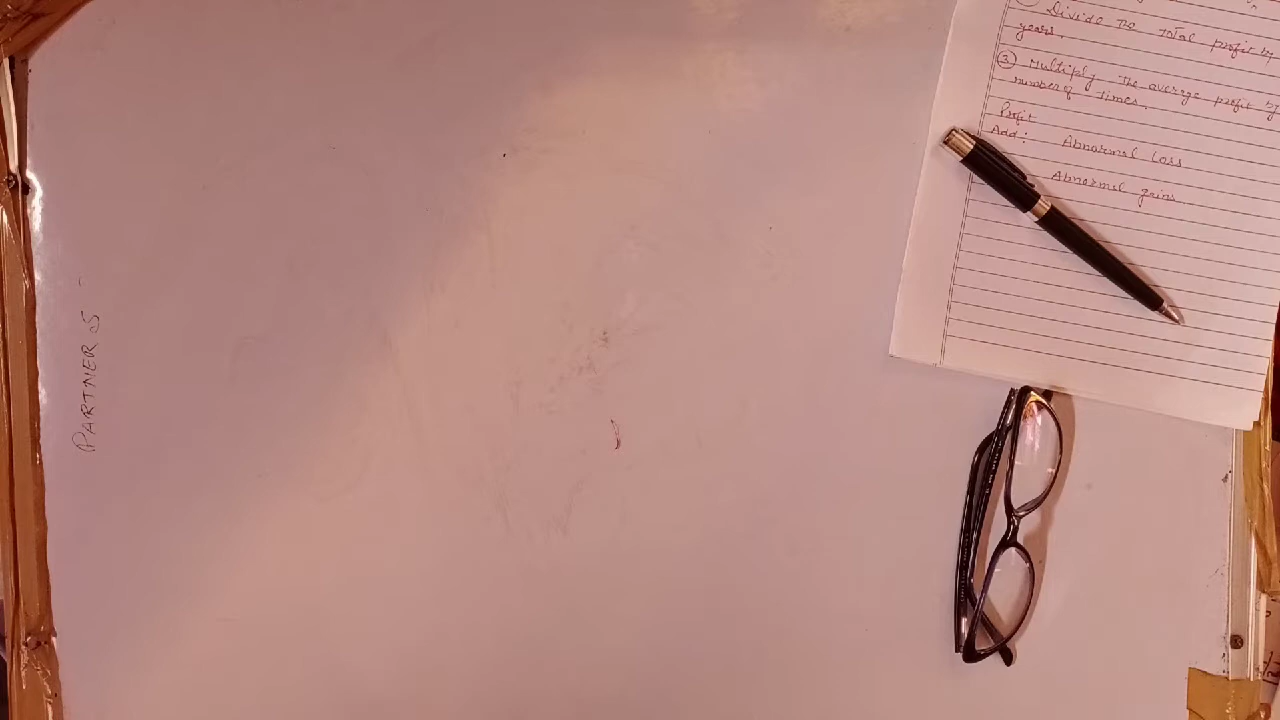 Divide the total profit by
years.
③ Multiply the average profit by
number of times.
Profit
Add: Abnormal Loss
Abnormal gains
PARTNER S